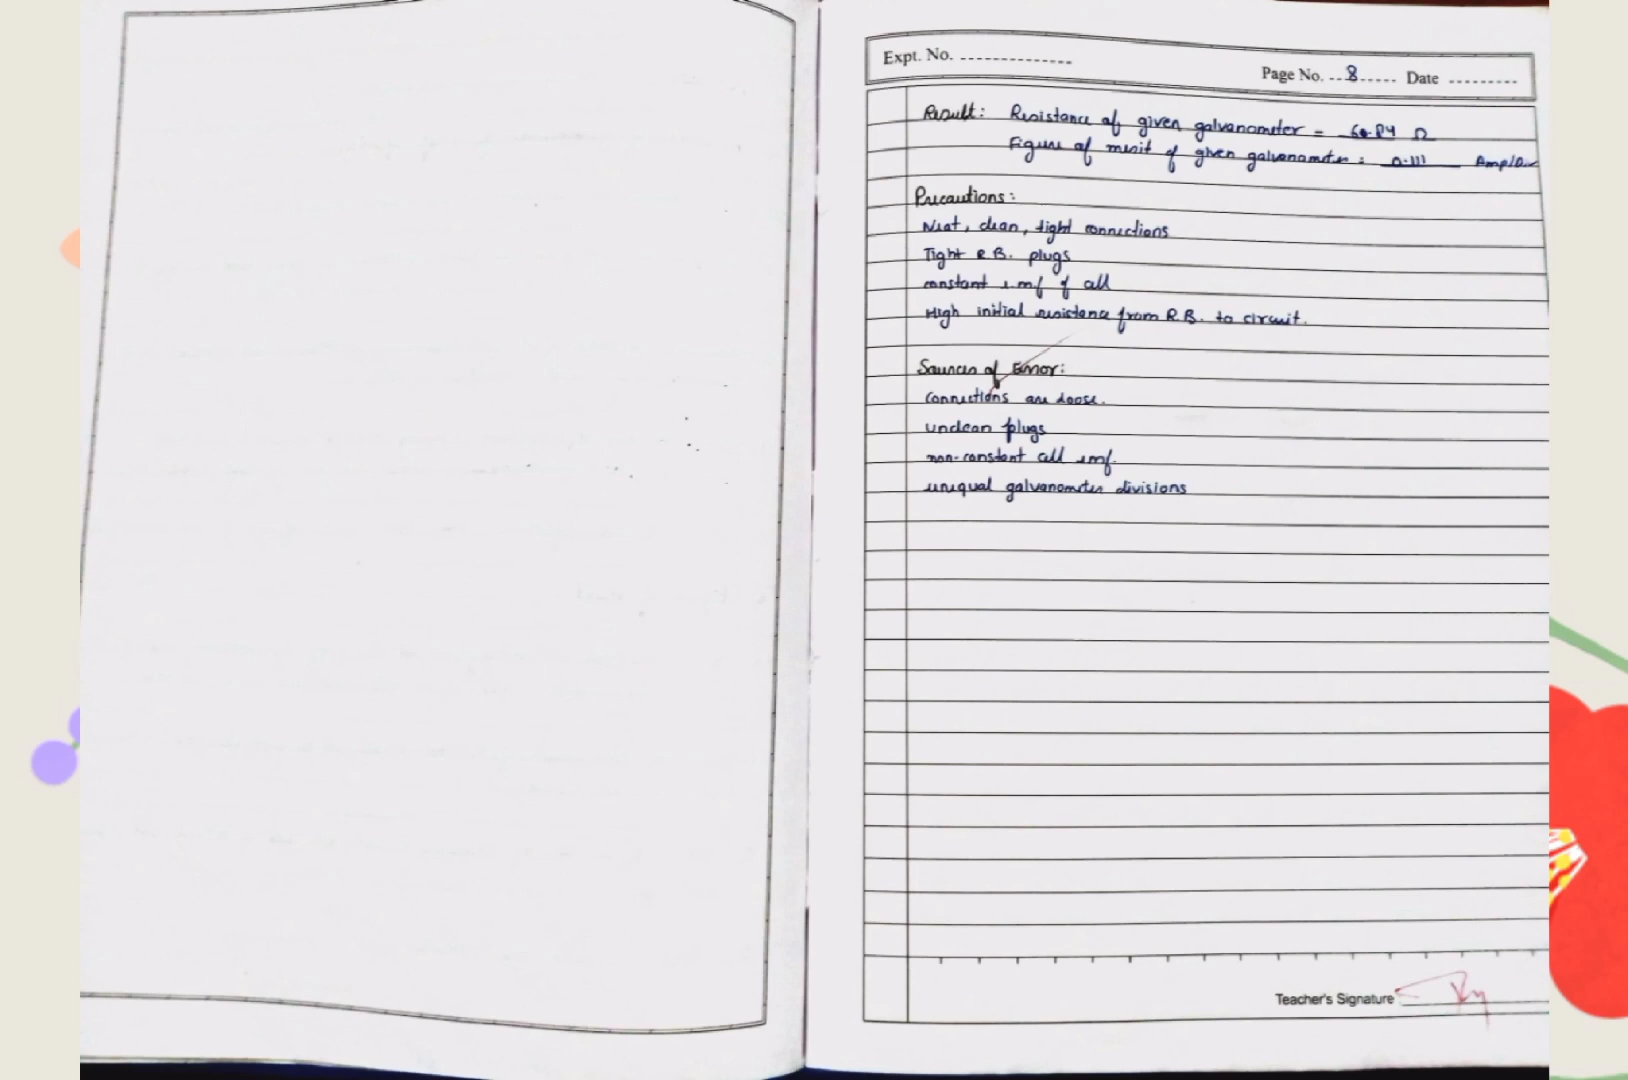 Expt. No. ---------------
Page No. ...8..... Date ..........
Result: Resistance of given galvanometer = 60.84 Ω
Figure of merit of given galvanometer: 0.111 Amp/Div
Precautions:
Neat, clean, tight connections
Tight R.B. plugs
constant e.mf of cell
High initial resistance from R.B. to circuit.
Sources of Error:
Connections are loose.
unclean plugs
non-constant cell emf.
unequal galvanometer divisions
Teacher's Signature